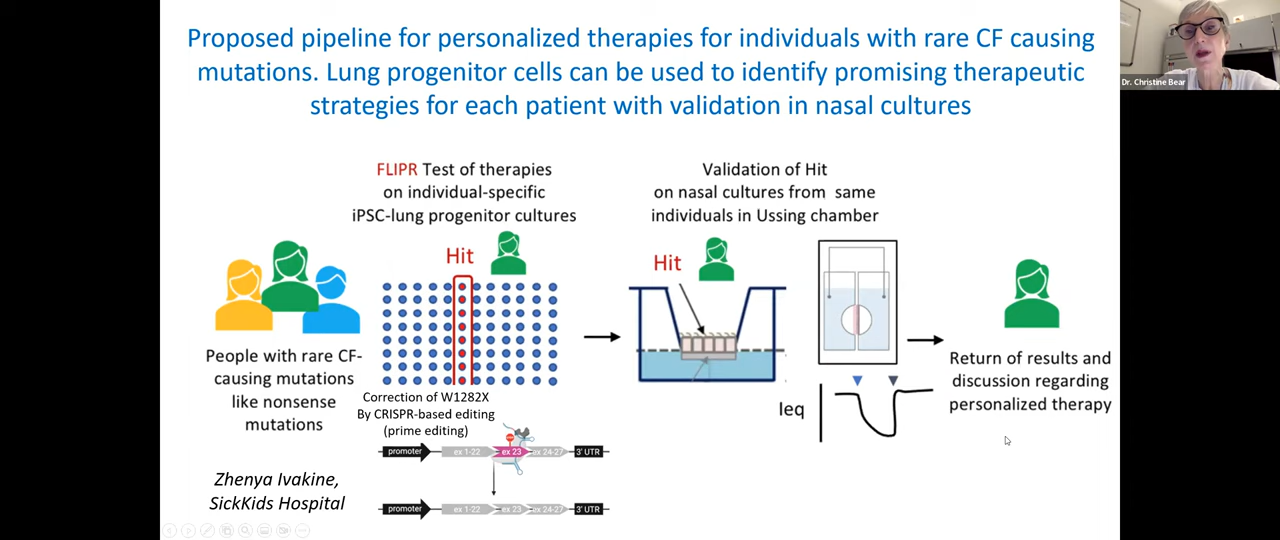 Proposed pipeline for personalized therapies for individuals with rare CF causing
mutations. Lung progenitor cells can be used to identify promising therapeutic
strategies for each patient with validation in nasal cultures
Dr. Christine Bear
FLIPR Test of therapies
on individual-specific
iPSC-lung progenitor cultures
Hit
Validation of Hit
on nasal cultures from same
individuals in Ussing chamber
Hit
People with rare CF-
causing mutations
like nonsense
mutations
Correction of W1282X
By CRISPR-based editing
(prime editing)
promoter
ex 1-22
ex 23
ex 24-27
3' UTR
promoter
ex 1-22
ex 23
ex 24-27
3' UTR
Ieq
Return of results and
discussion regarding
personalized therapy
Zhenya Ivakine,
SickKids Hospital